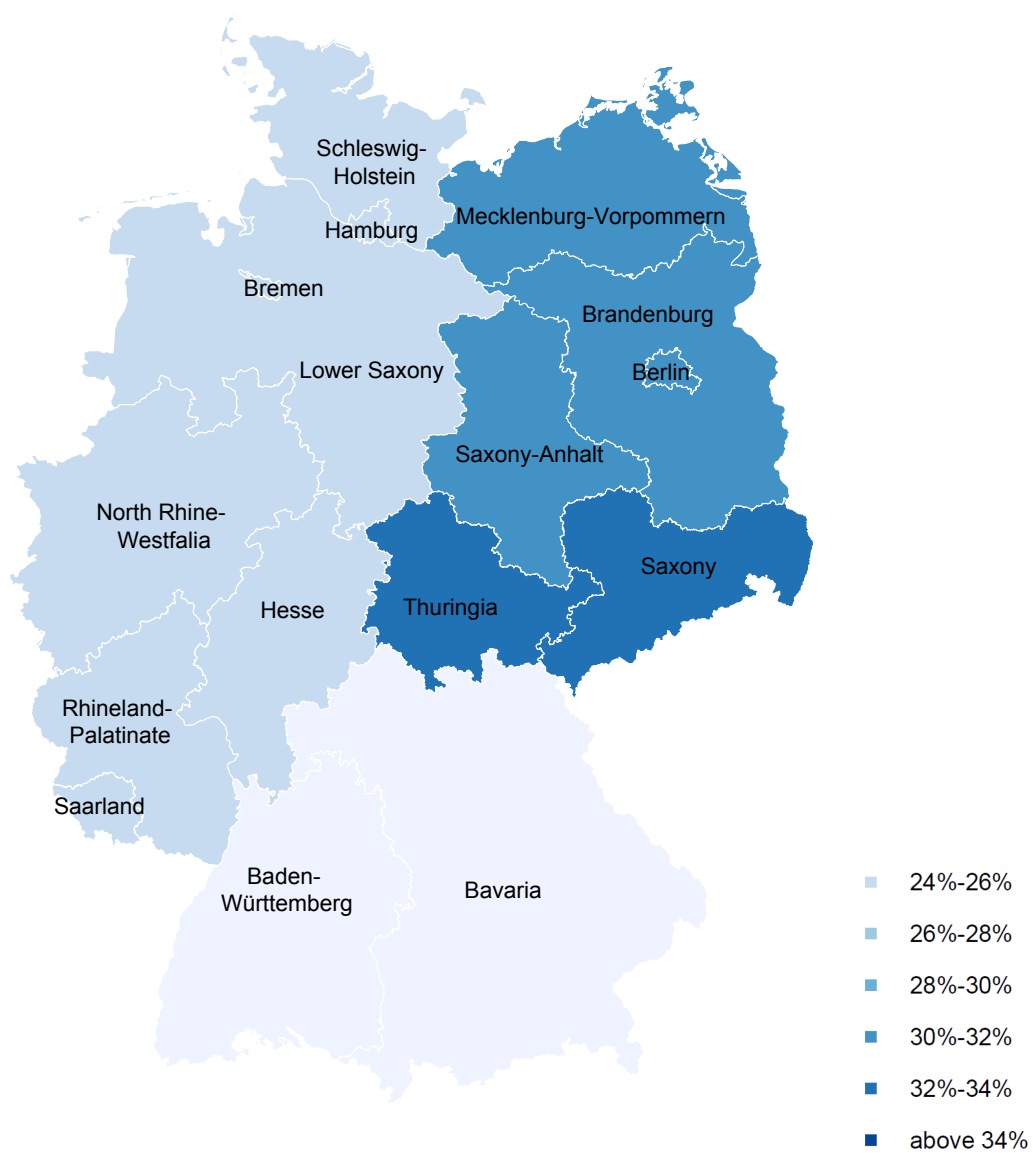 Schleswig-
Holstein
Mecklenburg-Vorpommern
Hamburg
Bremen
Brandenburg
Lower Saxony
Berlin
Saxony-Anhalt
North Rhine-
Westfalia
Saxony
Hesse
Thuringia
Rhineland-
Palatinate
Saarland
Baden-
Württemberg
Bavaria
24%-26%
26%-28%
28%-30%
30%-32%
32%-34%
above 34%